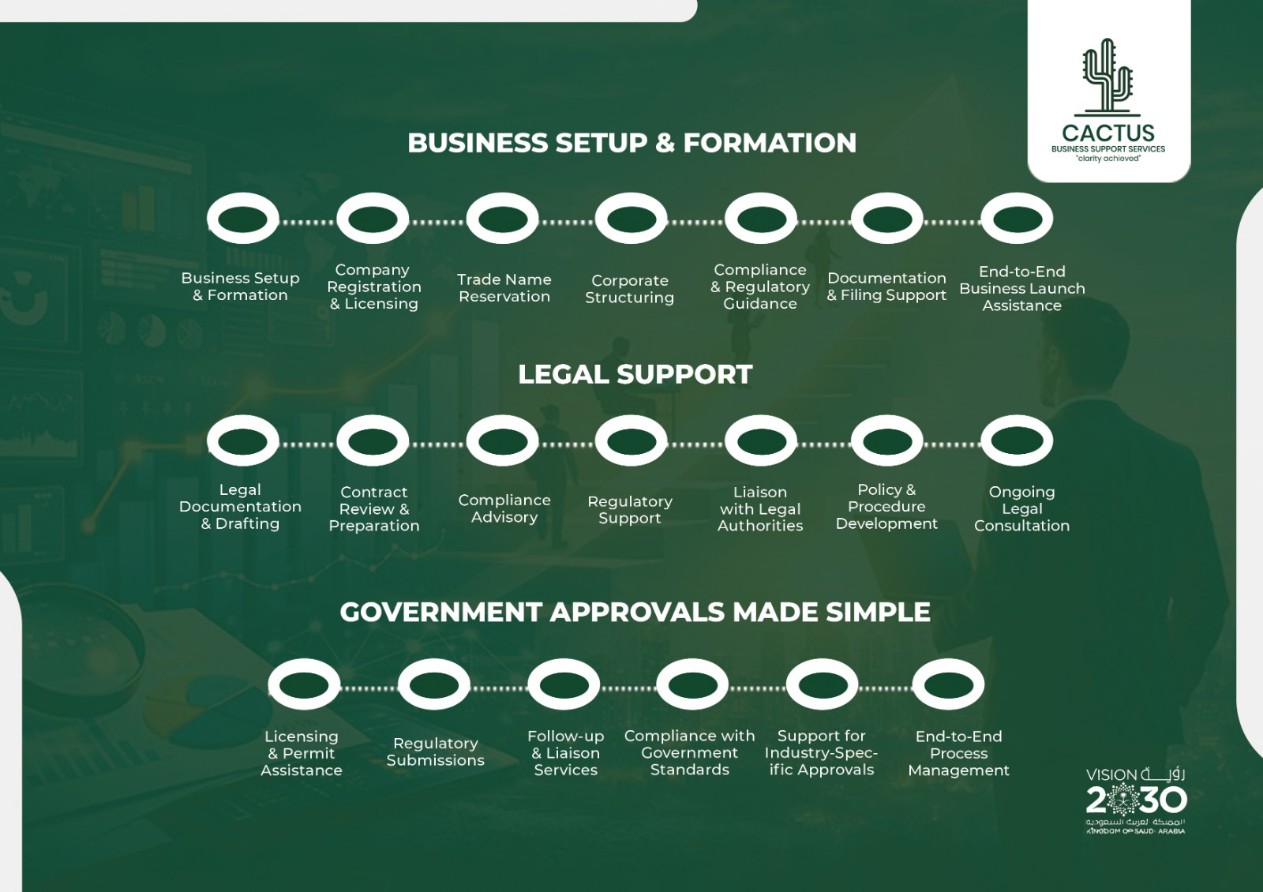 CACTUS
BUSINESS SUPPORT SERVICES
"clarity achieved"
BUSINESS SETUP & FORMATION
Business Setup
& Formation
Company
Registration
& Licensing
Trade Name
Reservation
Corporate
Structuring
Compliance
& Regulatory
Guidance
Documentation
& Filing Support
End-to-End
Business Launch
Assistance
LEGAL SUPPORT
Legal
Documentation
& Drafting
Contract
Review &
Preparation
Compliance
Advisory
Regulatory
Support
Liaison
with Legal
Authorities
Policy &
Procedure
Development
Ongoing
Legal
Consultation
GOVERNMENT APPROVALS MADE SIMPLE
Licensing
& Permit
Assistance
Regulatory
Submissions
Follow-up
& Liaison
Services
Compliance with
Government
Standards
Support for
Industry-Spec-
ific Approvals
End-to-End
Process
Management
VISION رؤيــة
2030
المملكة العربية السعودية
KINGDOM OF SAUDI ARABIA